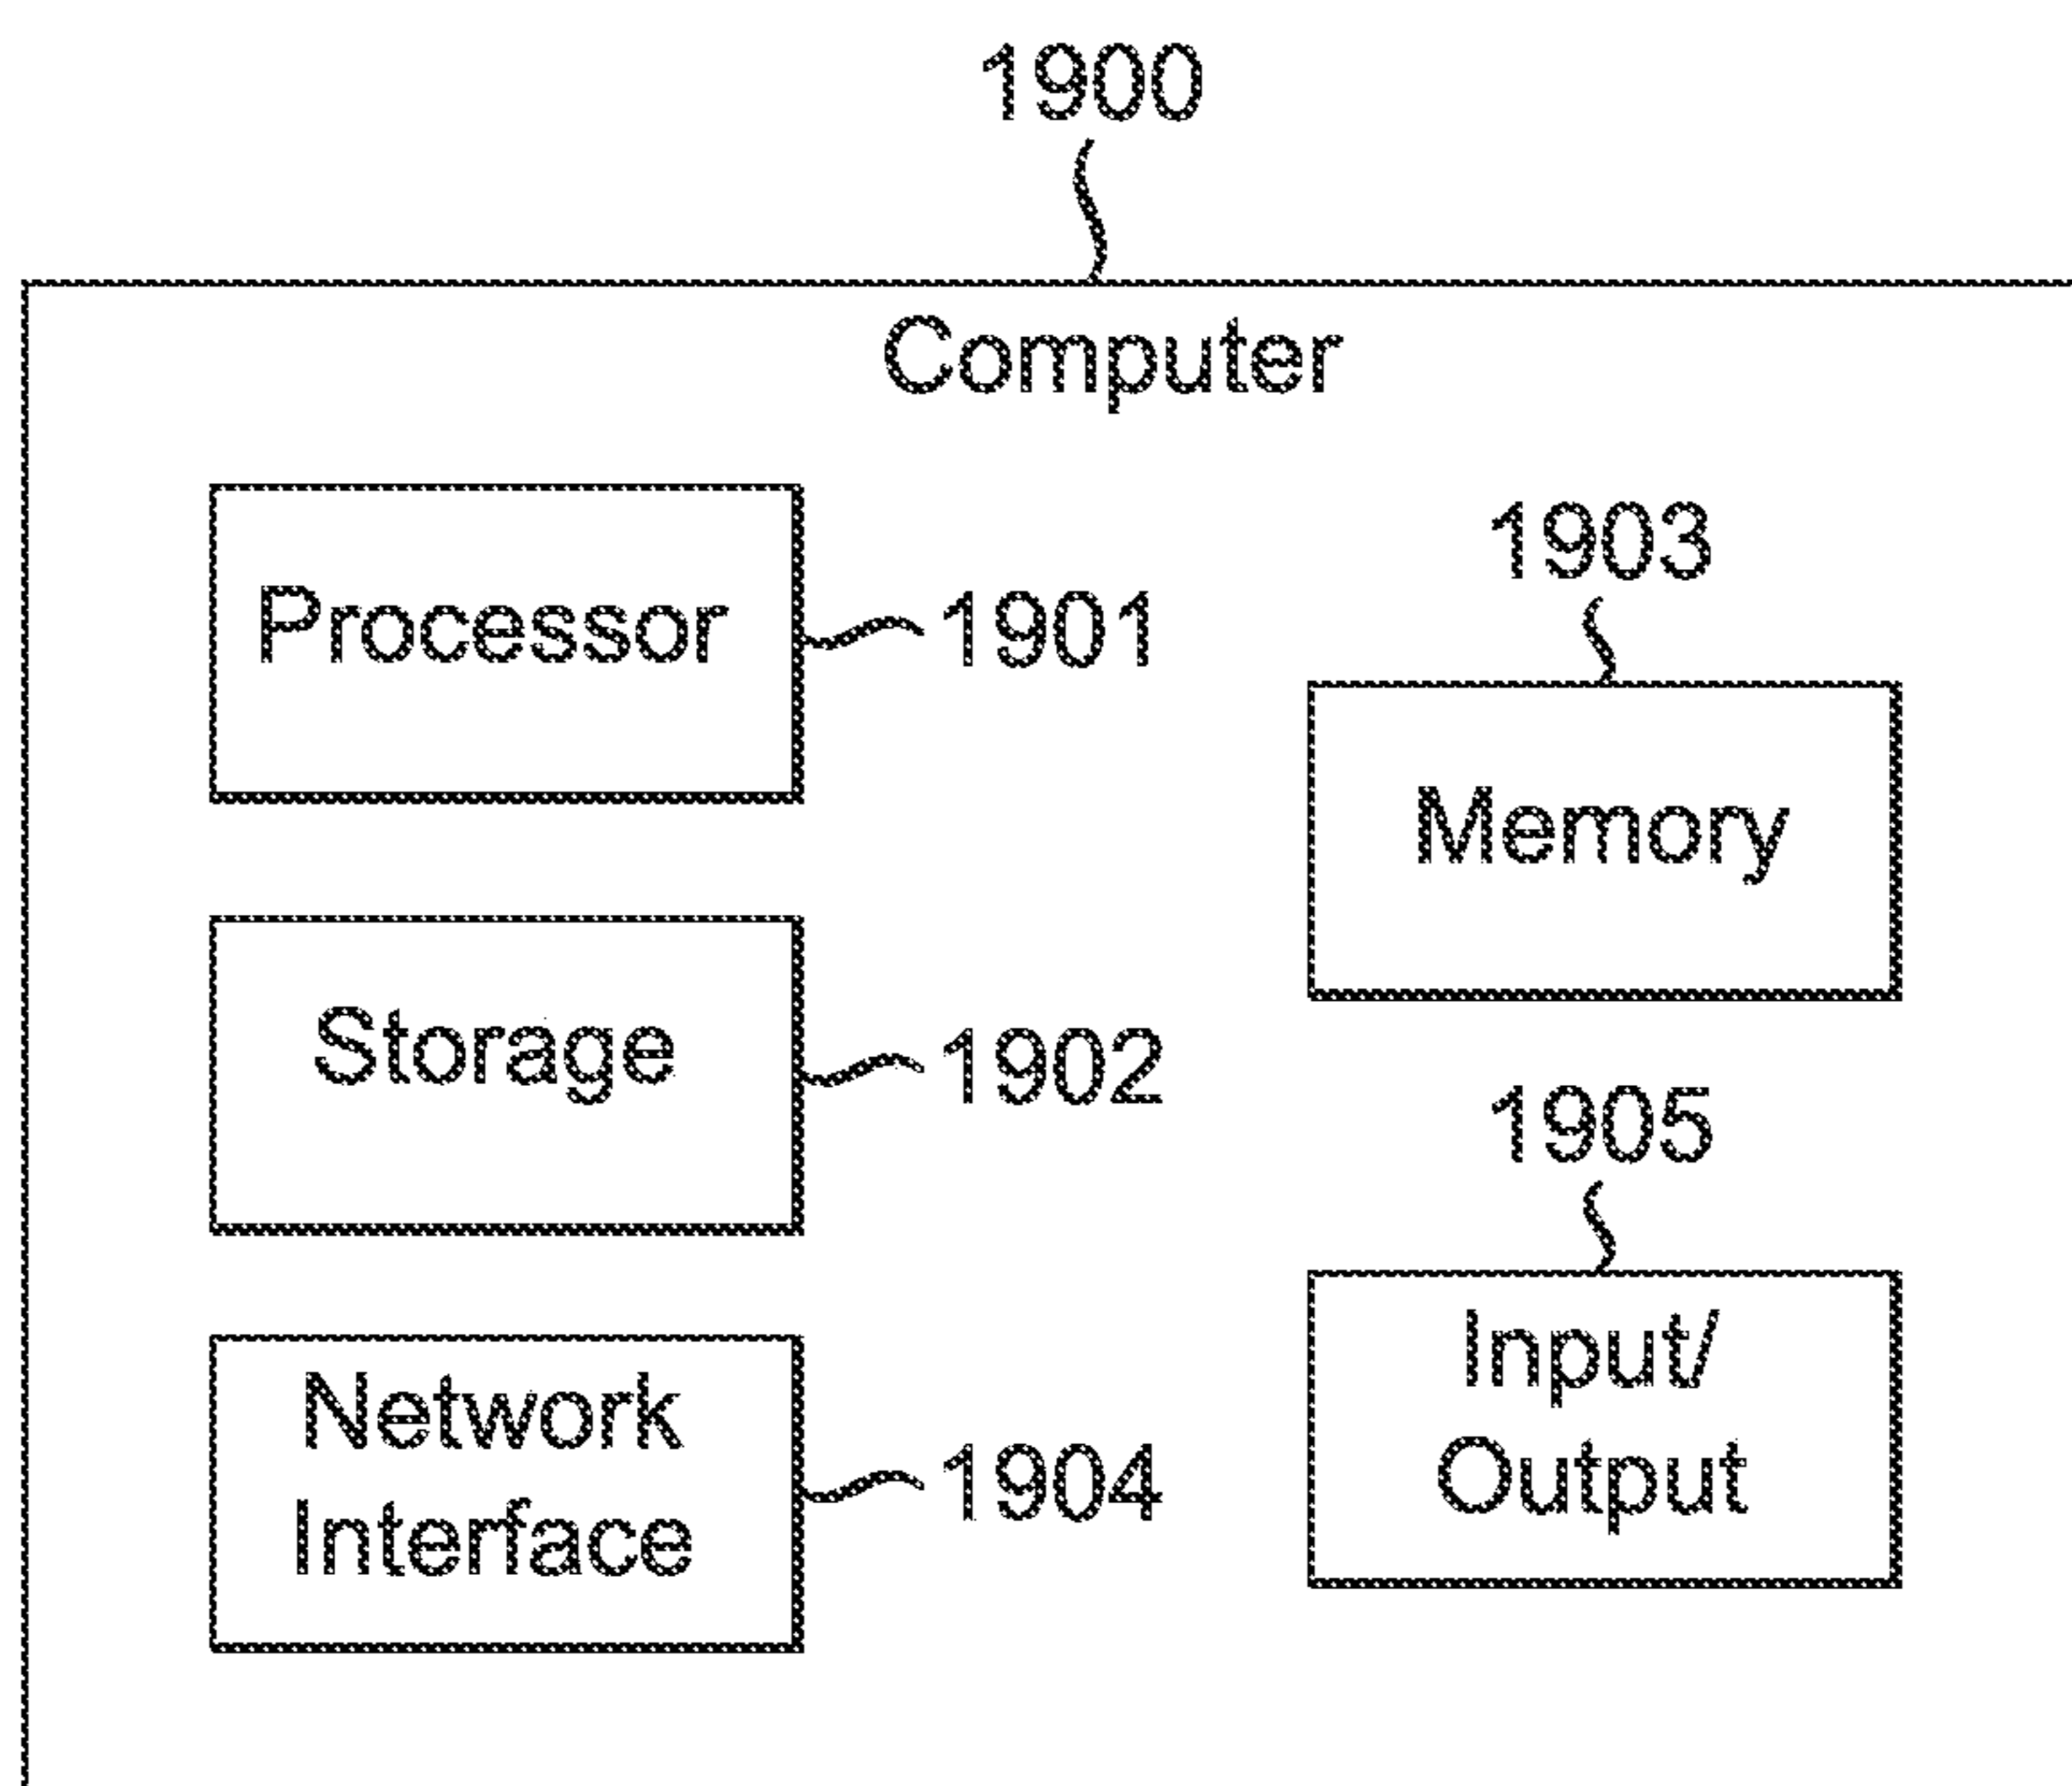 1900
Computer
Processor
1901
1903
Memory
Storage
1902
1905
Input/
Output
Network
Interface
1904